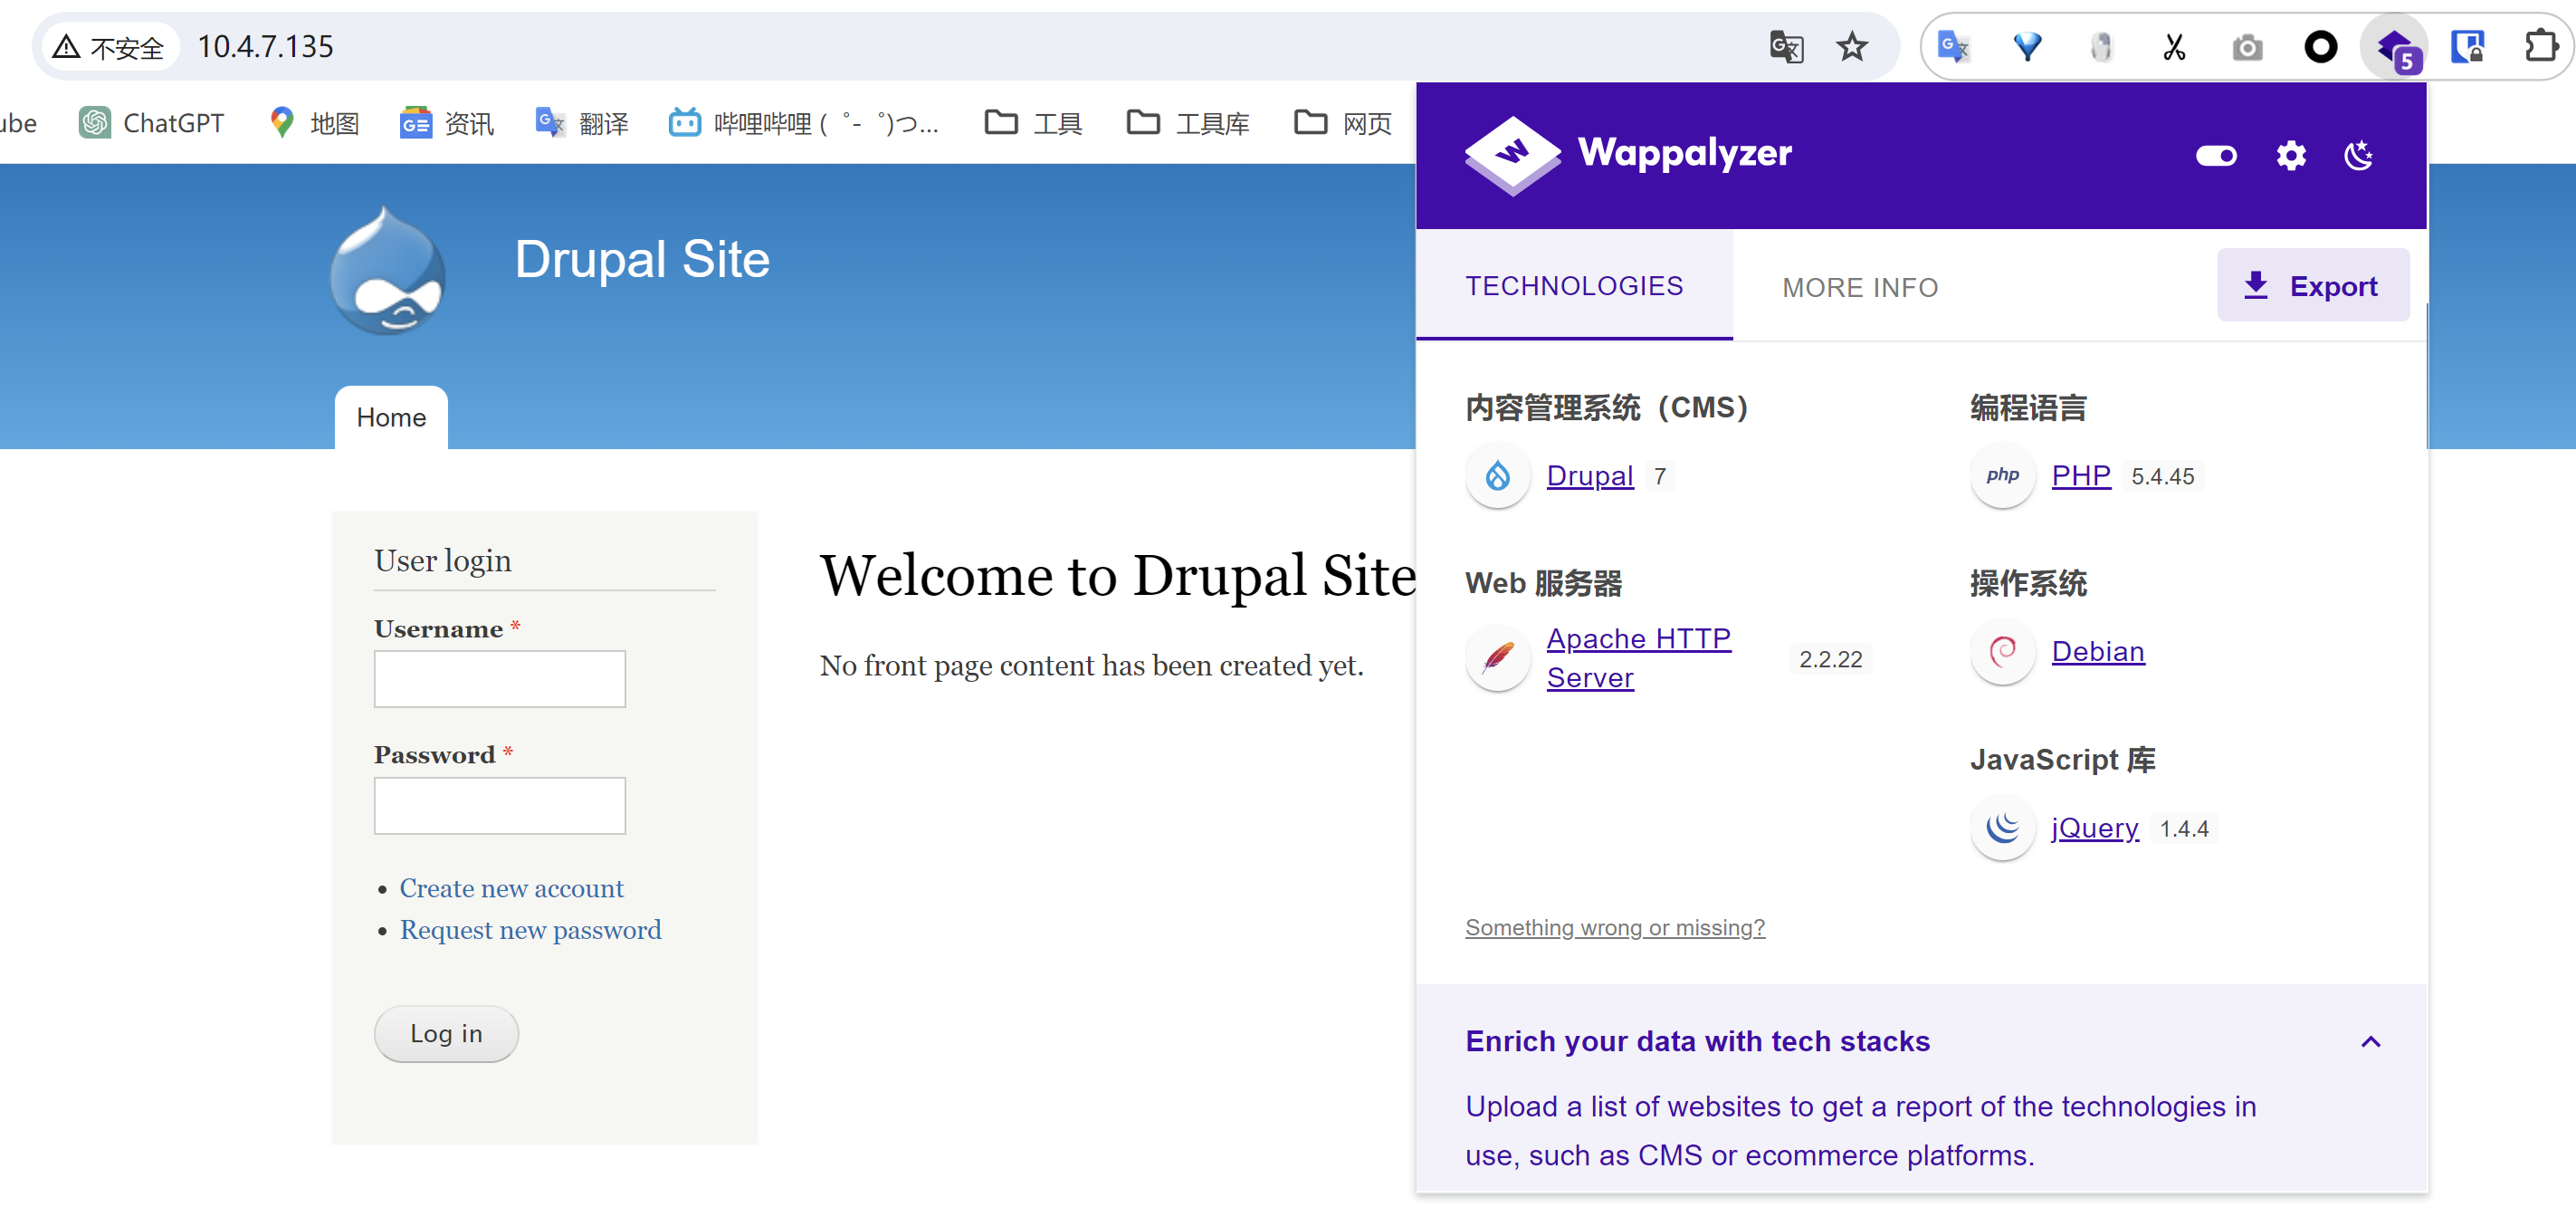 不安全 10.4.7.135
5
ube ChatGPT 地图 资讯 翻译 哔哩哔哩 ( ゜- ゜)つ... 工具 工具库 网页
Drupal Site
Home
User login
Username *
Password *
Create new account
Request new password
Log in
Welcome to Drupal Site
No front page content has been created yet.
Wappalyzer
TECHNOLOGIES
MORE INFO
Export
内容管理系统（CMS）
Drupal 7
Web 服务器
Apache HTTP
Server 2.2.22
编程语言
php PHP 5.4.45
操作系统
Debian
JavaScript 库
jQuery 1.4.4
Something wrong or missing?
Enrich your data with tech stacks
Upload a list of websites to get a report of the technologies in
use, such as CMS or ecommerce platforms.